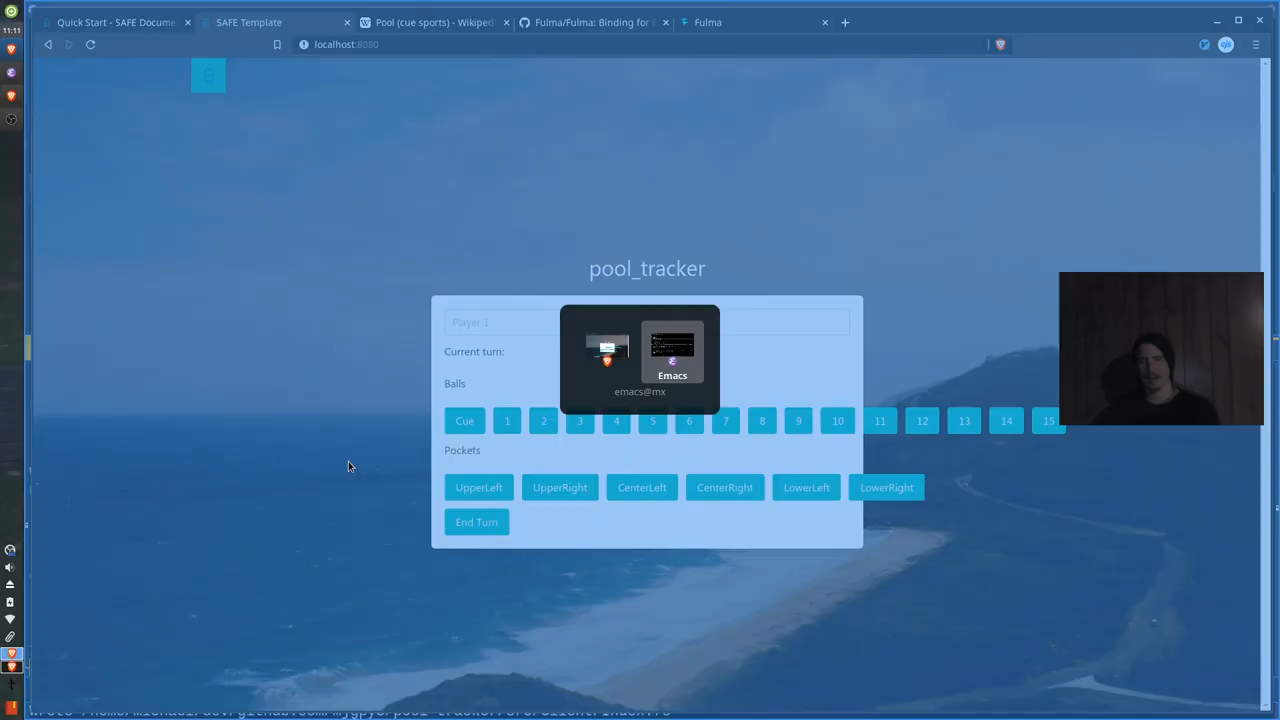 Quick Start - SAFE Docume
SAFE Template
Pool (cue sports) - Wikiped
Fulma/Fulma: Binding for
Fulma
11:11
localhost:8080
pool_tracker
Player 1
Current turn:
Emacs
emacs@mx
Balls
Cue 1 2 3 4 5 6 7 8 9 10 11 12 13 14 15
Pockets
UpperLeft UpperRight CenterLeft CenterRight LowerLeft LowerRight
End Turn